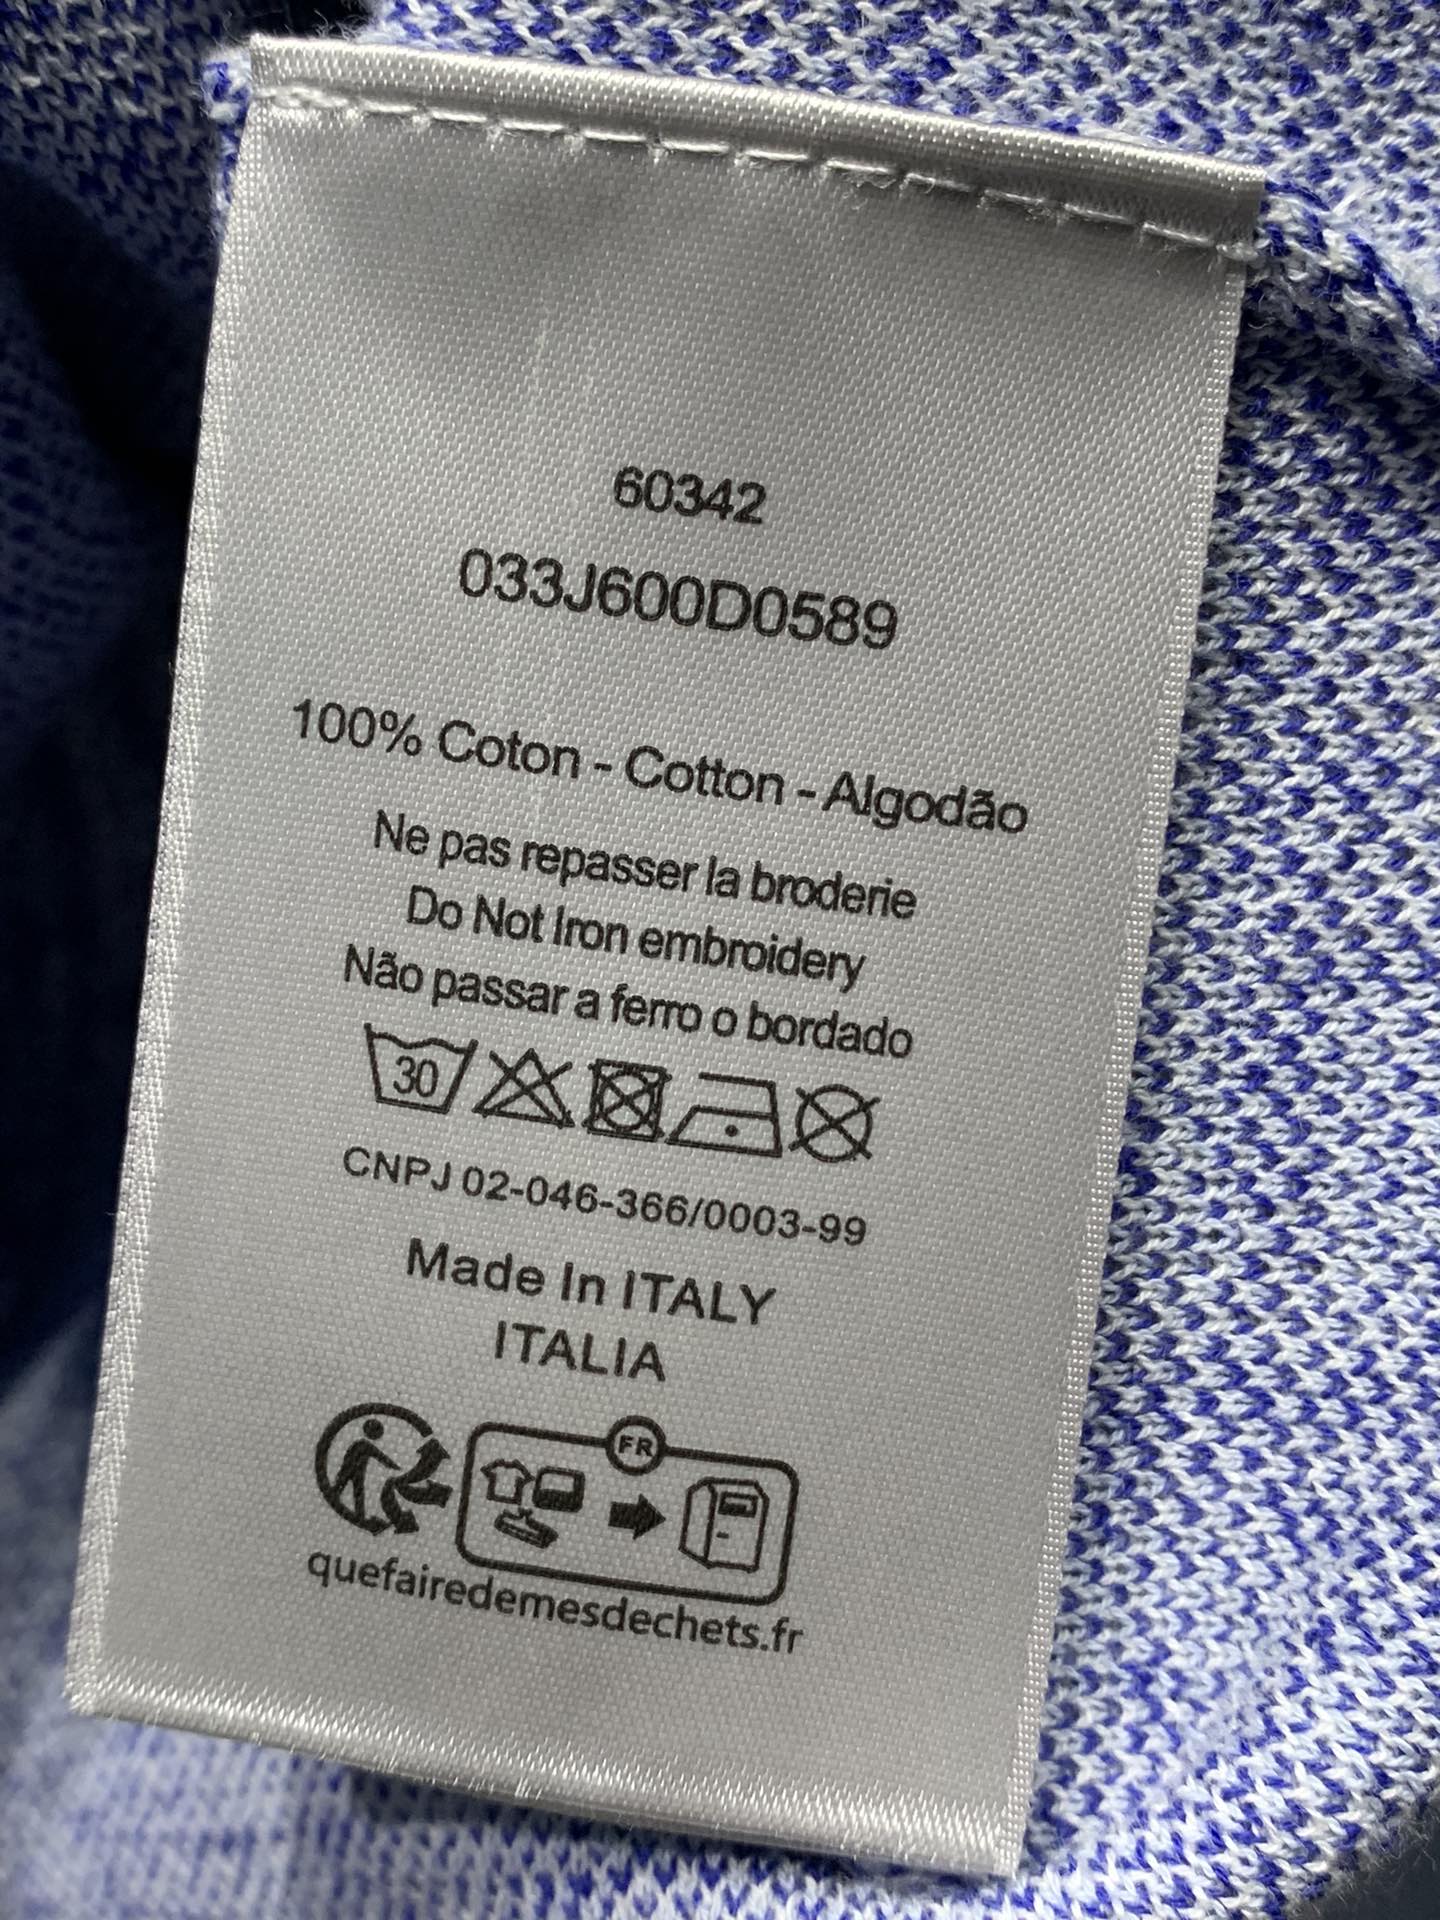 60342
033J600D0589
100% Coton - Cotton - Algodão
Ne pas repasser la broderie
Do Not Iron embroidery
Não passar a ferro o bordado
30
CNPJ 02-046-366/0003-99
Made In ITALY
ITALIA
FR
quefairedemesdechets.fr